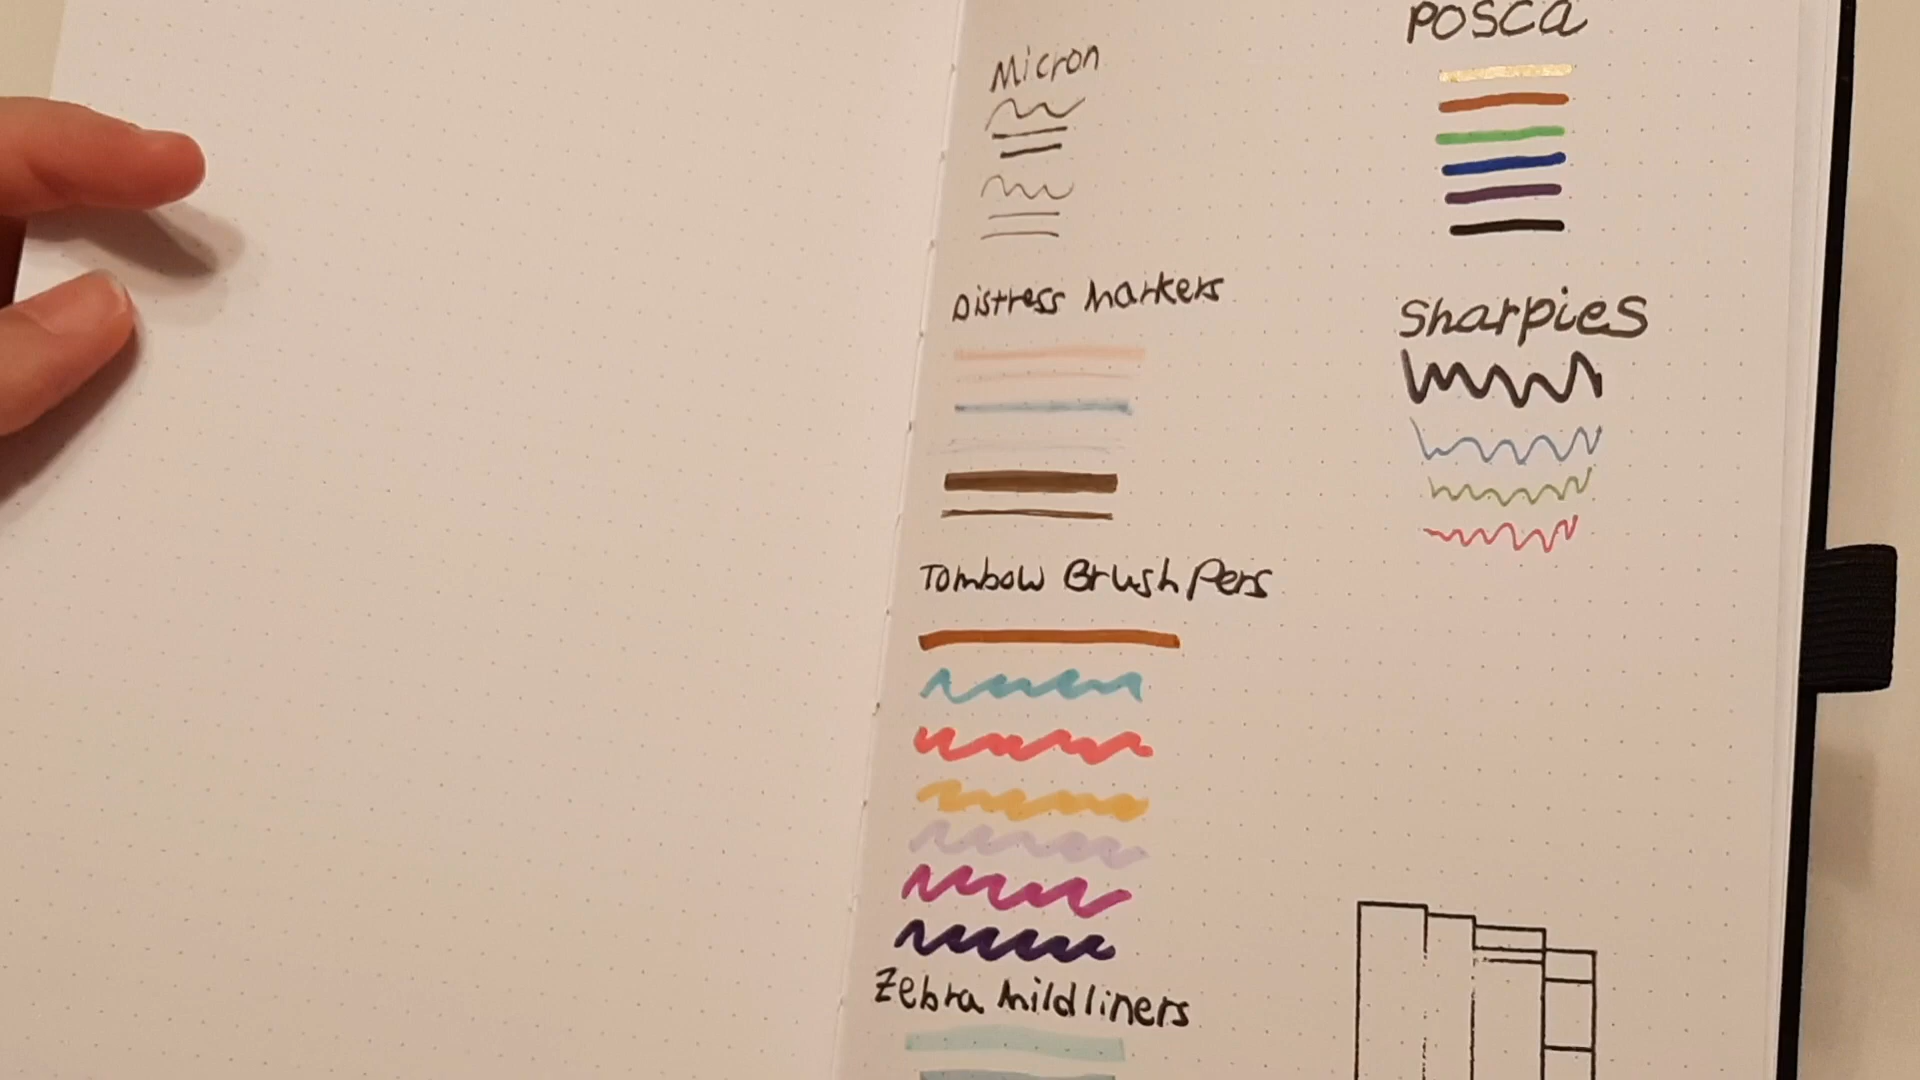 Micron
Distress Markers
Tombow Brush Pens
Zebra Mildliners
POSCA
Sharpies